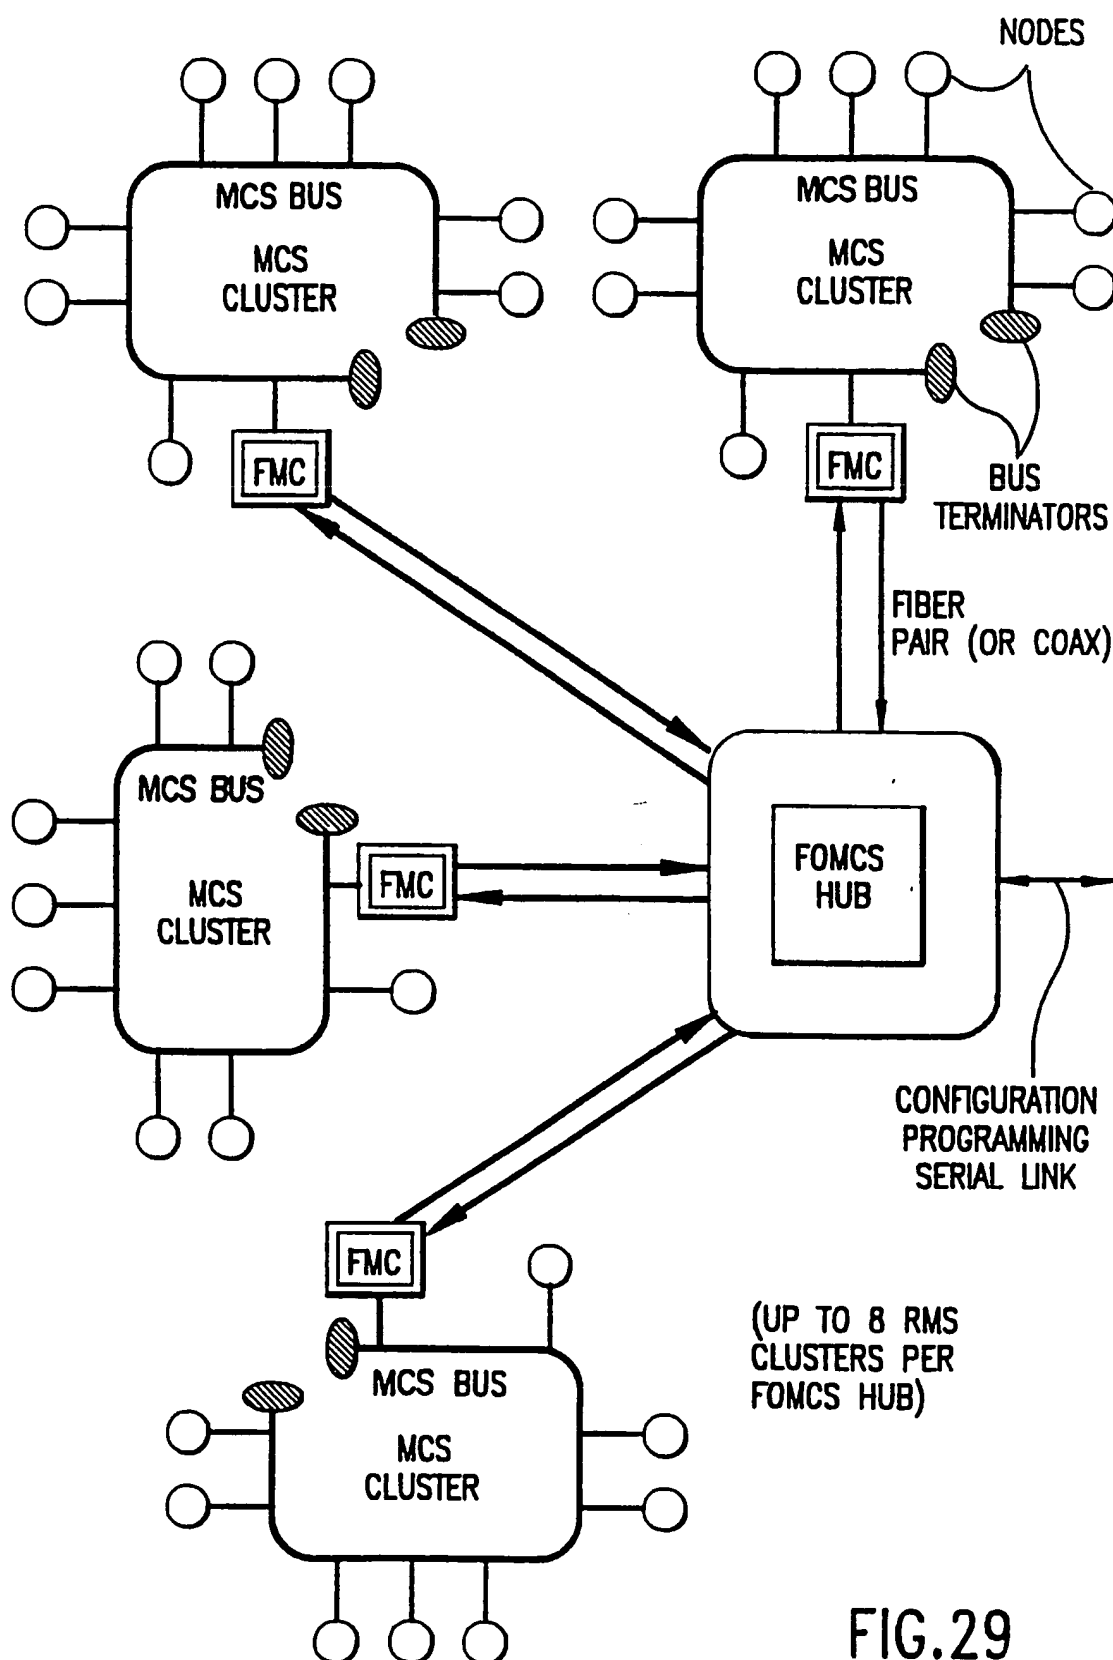 NODES
MCS BUS
MCS
CLUSTER
FMC
MCS BUS
MCS
CLUSTER
FMC
BUS
TERMINATORS
FIBER
PAIR (OR COAX)
MCS BUS
MCS
CLUSTER
FMC
FOMCS
HUB
CONFIGURATION
PROGRAMMING
SERIAL LINK
FMC
MCS BUS
MCS
CLUSTER
(UP TO 8 RMS
CLUSTERS PER
FOMCS HUB)
FIG.29